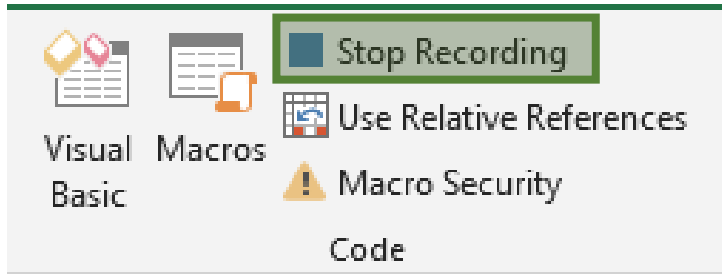 Stop Recording
Use Relative References
Visual Basic
Macros
Macro Security
Code